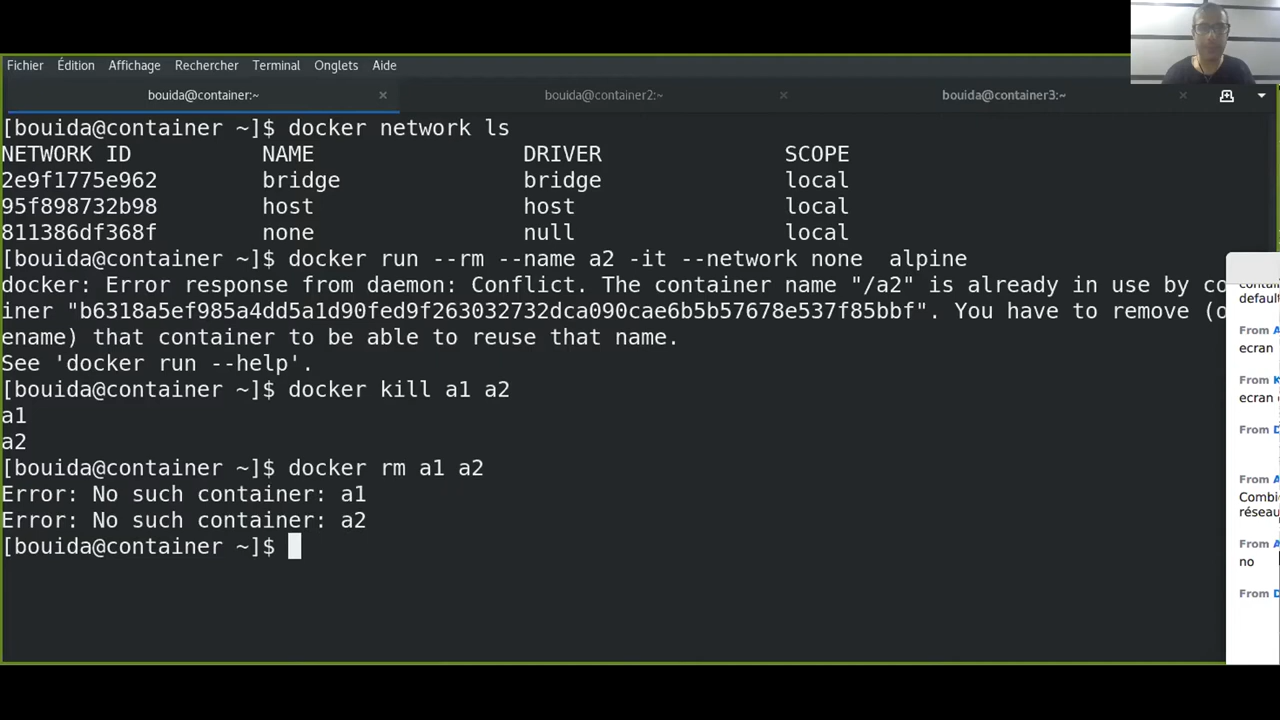 Fichier Édition Affichage Rechercher Terminal Onglets Aide
bouida@container:~ bouida@container2:~ bouida@container3:~
[bouida@container ~]$ docker network ls
NETWORK ID NAME DRIVER SCOPE
2e9f1775e962 bridge bridge local
95f898732b98 host host local
811386df368f none null local
[bouida@container ~]$ docker run --rm --name a2 -it --network none  alpine
docker: Error response from daemon: Conflict. The container name "/a2" is already in use by co
iner "b6318a5ef985a4dd5a1d90fed9f263032732dca090cae6b5b57678e537f85bbf". You have to remove (o
ename) that container to be able to reuse that name.
See 'docker run --help'.
[bouida@container ~]$ docker kill a1 a2
a1
a2
[bouida@container ~]$ docker rm a1 a2
Error: No such container: a1
Error: No such container: a2
[bouida@container ~]$
default
From A
ecran
From K
ecran
From D
From A
Combi
réseau
From A
no
From D